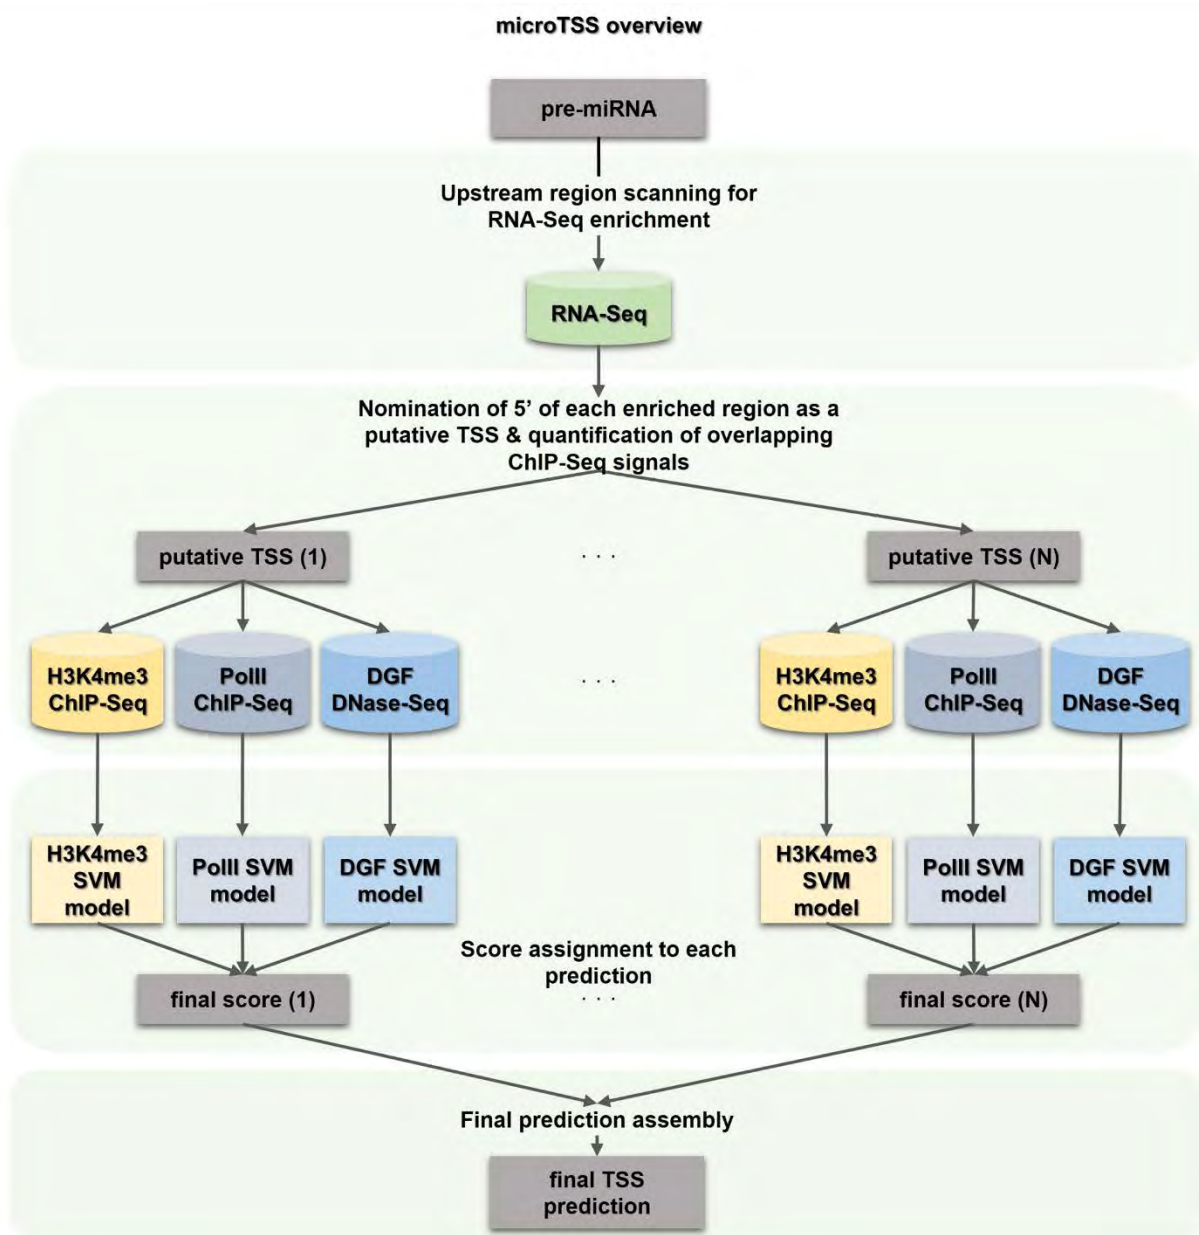 microTSS overview
pre-miRNA
Upstream region scanning for
RNA-Seq enrichment
RNA-Seq
Nomination of 5' of each enriched region as a
putative TSS & quantification of overlapping
ChIP-Seq signals
putative TSS (1)
. . .
putative TSS (N)
H3K4me3
ChIP-Seq
PolII
ChIP-Seq
DGF
DNase-Seq
. . .
H3K4me3
ChIP-Seq
PolII
ChIP-Seq
DGF
DNase-Seq
H3K4me3
SVM
model
PolII SVM
model
DGF SVM
model
H3K4me3
SVM
model
PolII SVM
model
DGF SVM
model
Score assignment to each
prediction
final score (1)
. . .
final score (N)
Final prediction assembly
final TSS
prediction